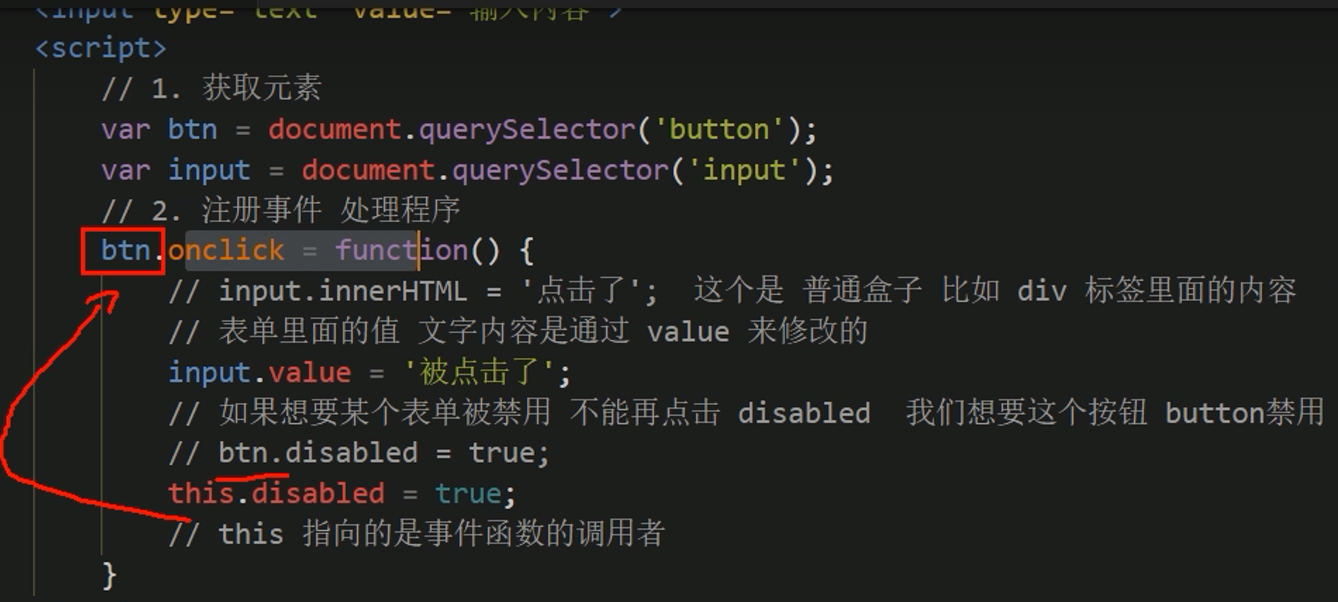 <input type="text" value="输入内容">
<script>
// 1. 获取元素
var btn = document.querySelector('button');
var input = document.querySelector('input');
// 2. 注册事件 处理程序
btn.onclick = function() {
// input.innerHTML = '点击了'; 这个是 普通盒子 比如 div 标签里面的内容
// 表单里面的值 文字内容是通过 value 来修改的
input.value = '被点击了';
// 如果想要某个表单被禁用 不能再点击 disabled 我们想要这个按钮 button禁用
// btn.disabled = true;
this.disabled = true;
// this 指向的是事件函数的调用者
}